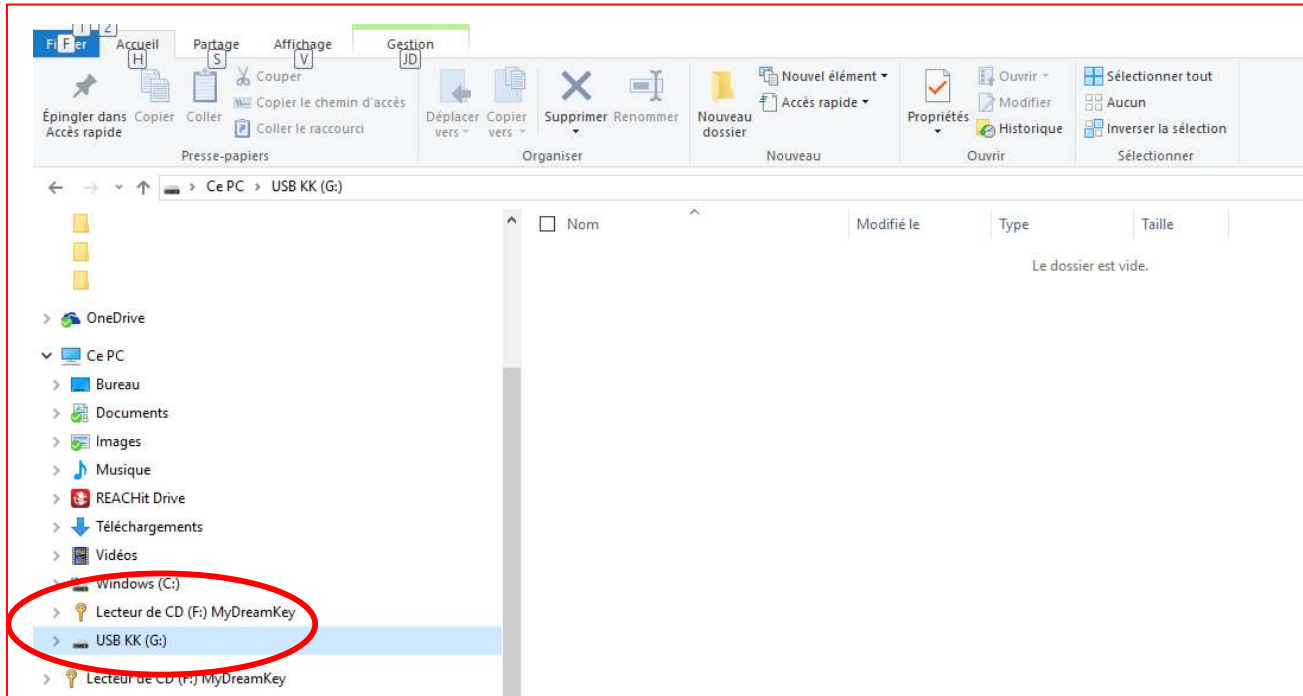 1 2
Fi F er Accueil Partage Affichage Gestion
H S V JD
Épingler dans Accès rapide
Copier
Coller
Couper
Copier le chemin d'accès
Coller le raccourci
Presse-papiers
Déplacer vers
Copier vers
Supprimer
Renommer
Organiser
Nouveau dossier
Nouvel élément
Accès rapide
Nouveau
Propriétés
Ouvrir
Modifier
Historique
Ouvrir
Sélectionner tout
Aucun
Inverser la sélection
Sélectionner
Ce PC > USB KK (G:)
Nom Modifié le Type Taille
Le dossier est vide.
OneDrive
Ce PC
Bureau
Documents
Images
Musique
REACHit Drive
Téléchargements
Vidéos
Windows (C:)
Lecteur de CD (F:) MyDreamKey
USB KK (G:)
Lecteur de CD (F:) MyDreamKey